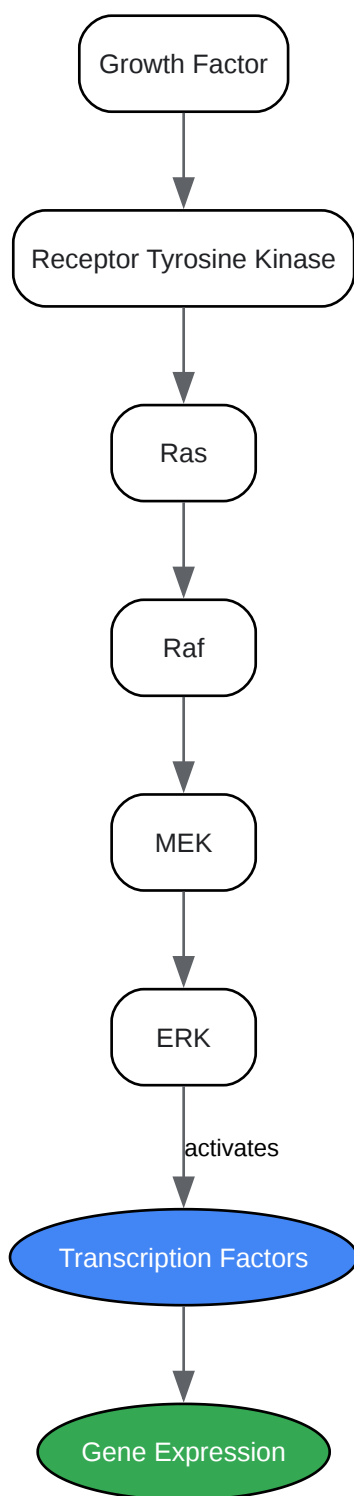 Growth Factor
Receptor Tyrosine Kinase
Ras
Raf
MEK
ERK
activates
Transcription Factors
Gene Expression